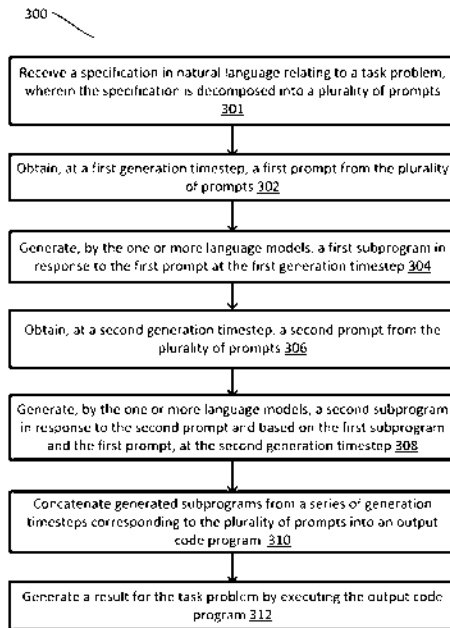 300
Receive a specification in natural language relating to a task problem,
wherein the specification is decomposed into a plurality of prompts
301
Obtain, at a first generation timestep, a first prompt from the plurality
of prompts 302
Generate, by the one or more language models, a first subprogram in
response to the first prompt at the first generation timestep 304
Obtain, at a second generation timestep, a second prompt from the
plurality of prompts 306
Generate, by the one or more language models, a second subprogram
in response to the second prompt and based on the first subprogram
and the first prompt, at the second generation timestep 308
Concatenate generated subprograms from a series of generation
timesteps corresponding to the plurality of prompts into an output
code program 310
Generate a result for the task problem by executing the output code
program 312